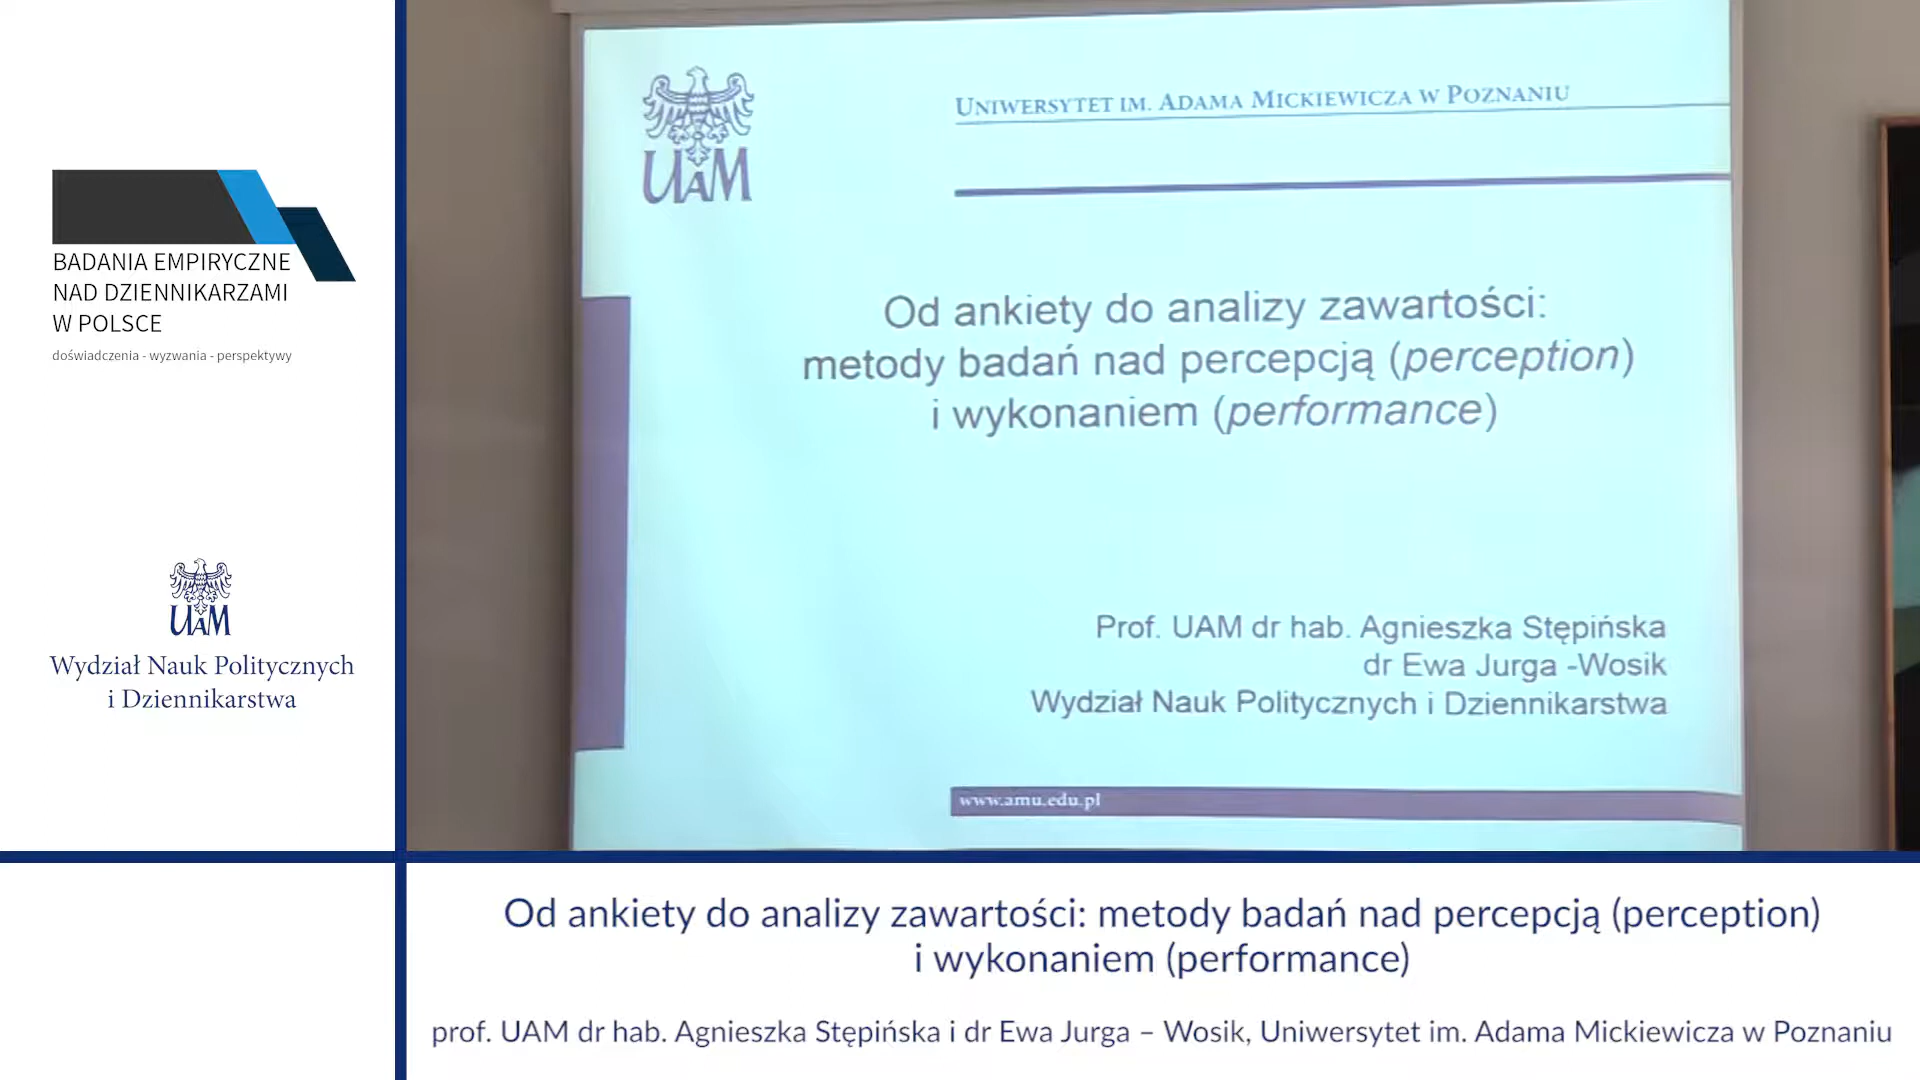 BADANIA EMPIRYCZNE
NAD DZIENNIKARZAMI
W POLSCE
doświadczenia - wyzwania - perspektywy
UAM
Wydział Nauk Politycznych
i Dziennikarstwa
UAM
UNIWERSYTET IM. ADAMA MICKIEWICZA W POZNANIU
Od ankiety do analizy zawartości:
metody badań nad percepcją (perception)
i wykonaniem (performance)
Prof. UAM dr hab. Agnieszka Stępińska
dr Ewa Jurga -Wosik
Wydział Nauk Politycznych i Dziennikarstwa
www.amu.edu.pl
Od ankiety do analizy zawartości: metody badań nad percepcją (perception)
i wykonaniem (performance)
prof. UAM dr hab. Agnieszka Stępińska i dr Ewa Jurga – Wosik, Uniwersytet im. Adama Mickiewicza w Poznaniu